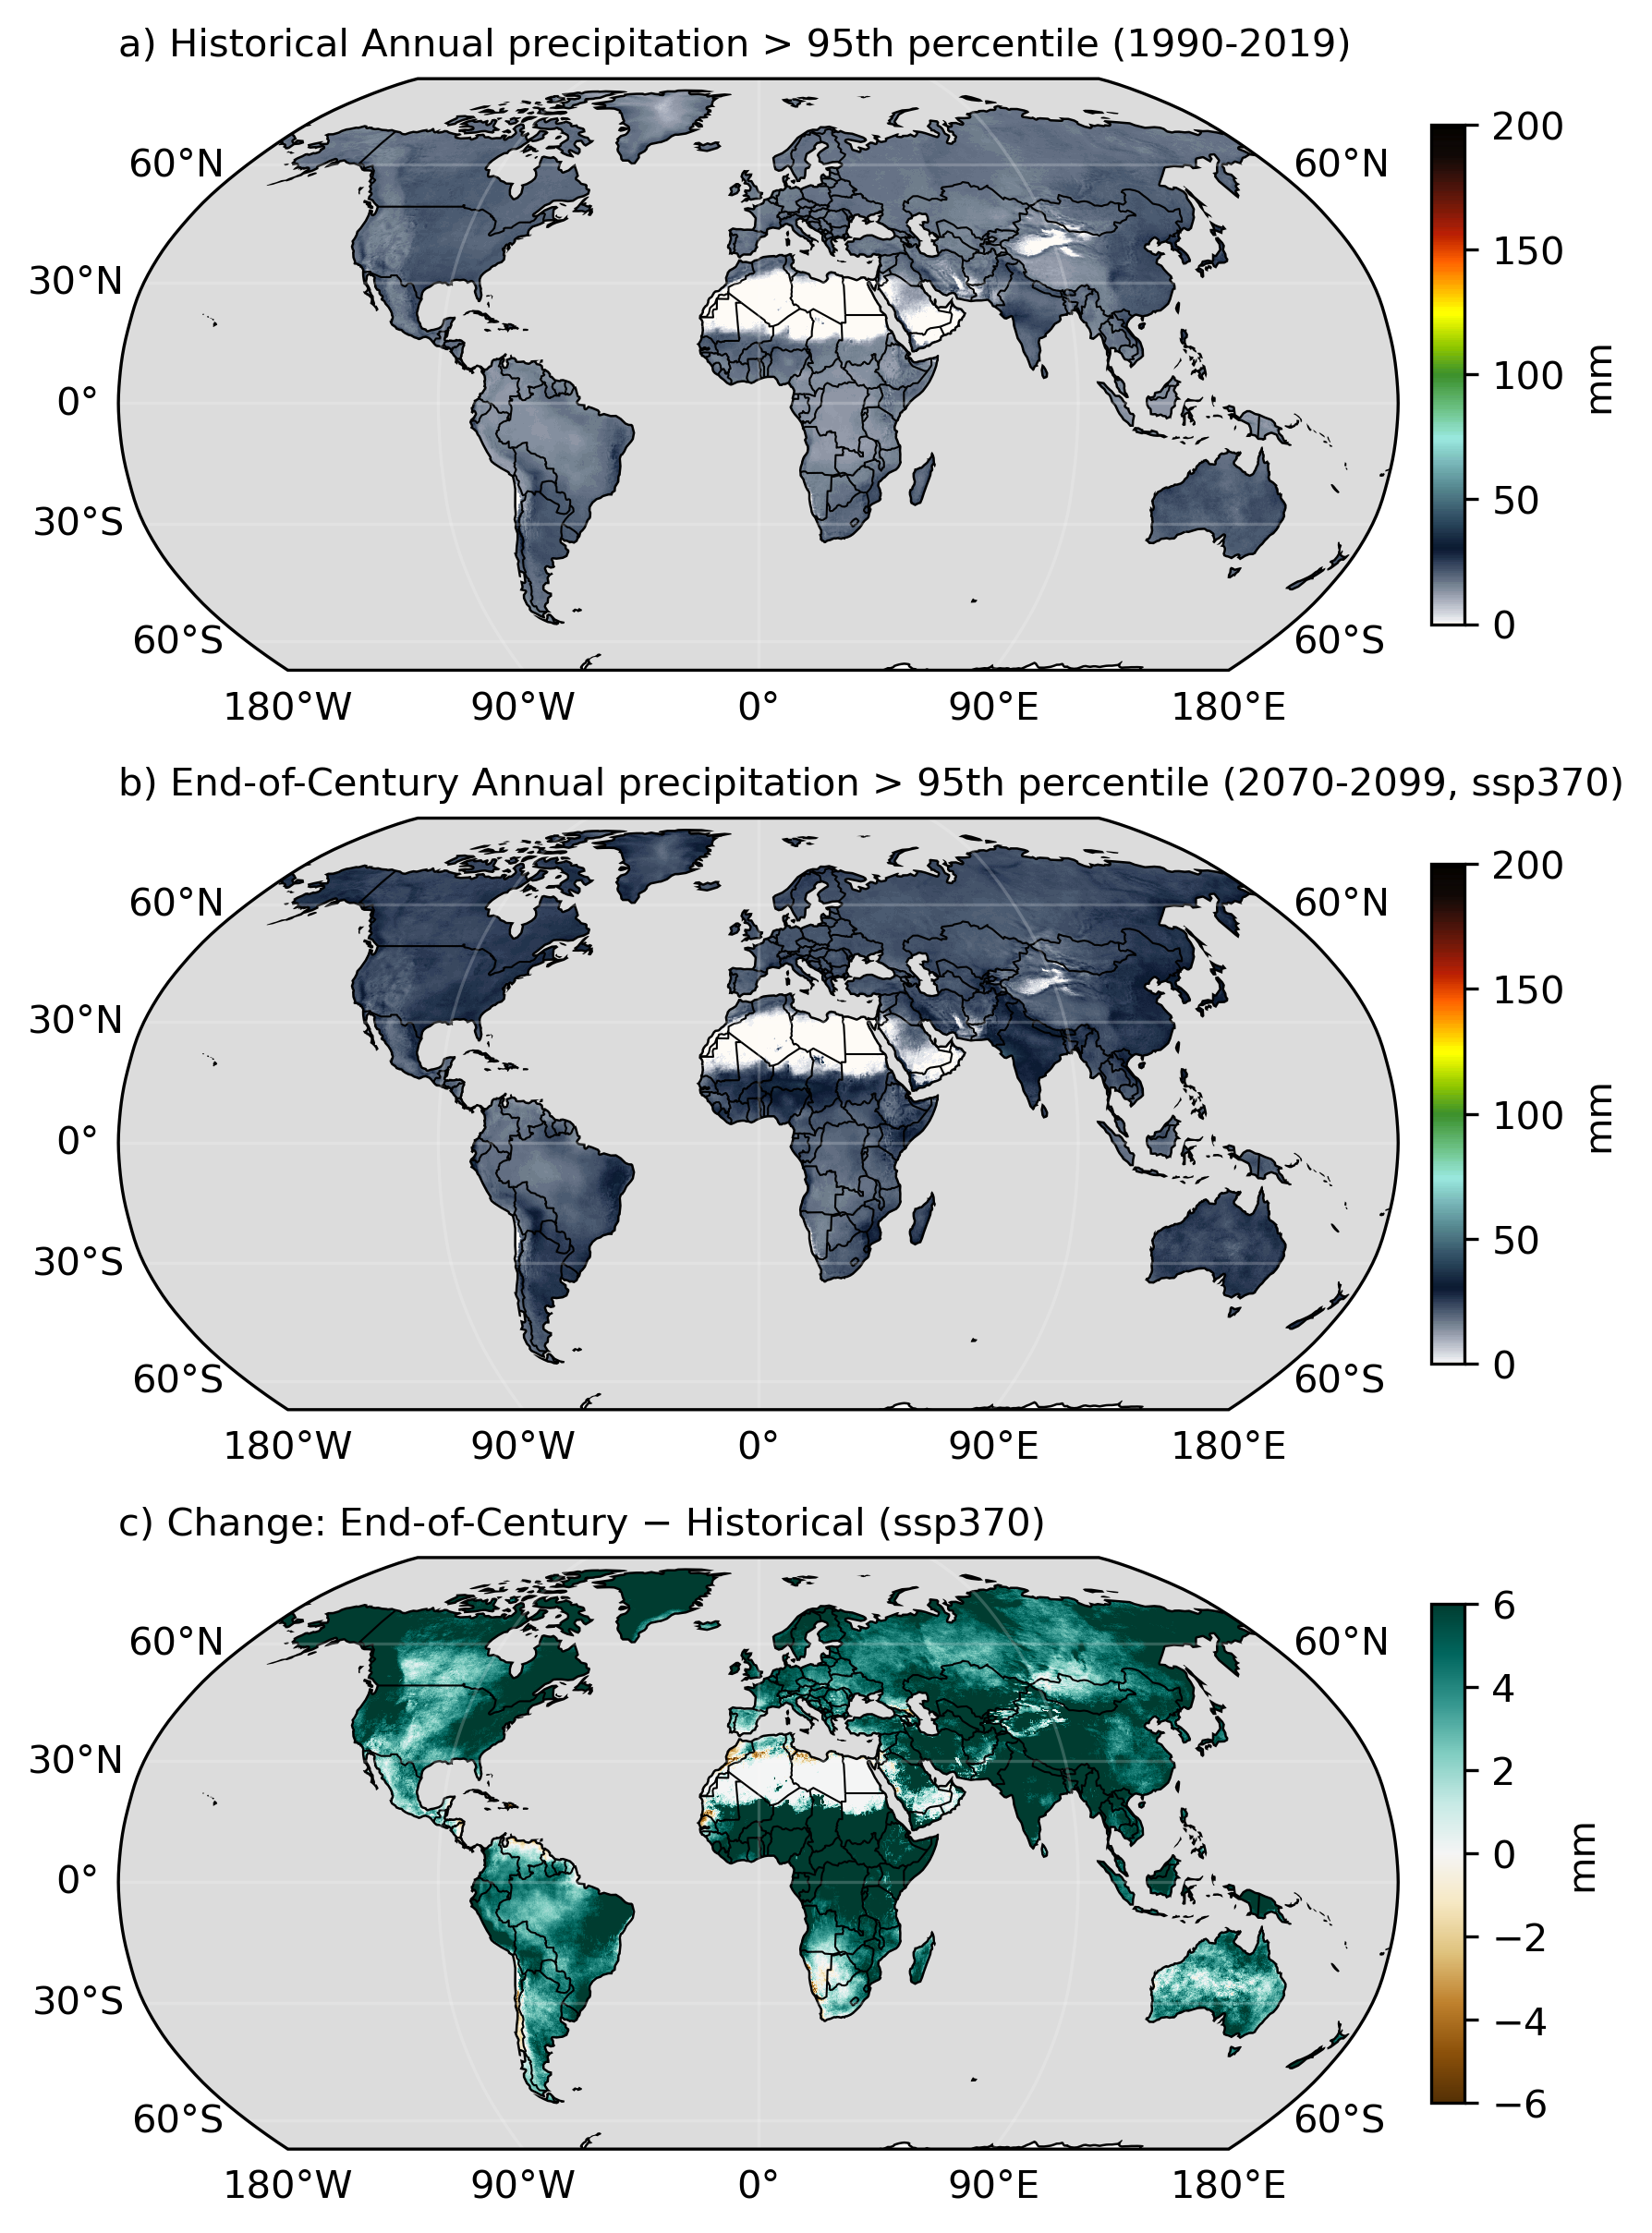 a) Historical Annual precipitation > 95th percentile (1990-2019)
200
60°N 60°N
150
30°N
100 mm
0°
50
30°S
0
60°S 60°S
180°W 90°W 0° 90°E 180°E
b) End-of-Century Annual precipitation > 95th percentile (2070-2099, ssp370)
200
60°N 60°N
150
30°N
100 mm
0°
50
30°S
0
60°S 60°S
180°W 90°W 0° 90°E 180°E
c) Change: End-of-Century − Historical (ssp370)
6
60°N 60°N
4
30°N
2
0 mm
0°
−2
30°S
−4
−6
60°S 60°S
180°W 90°W 0° 90°E 180°E